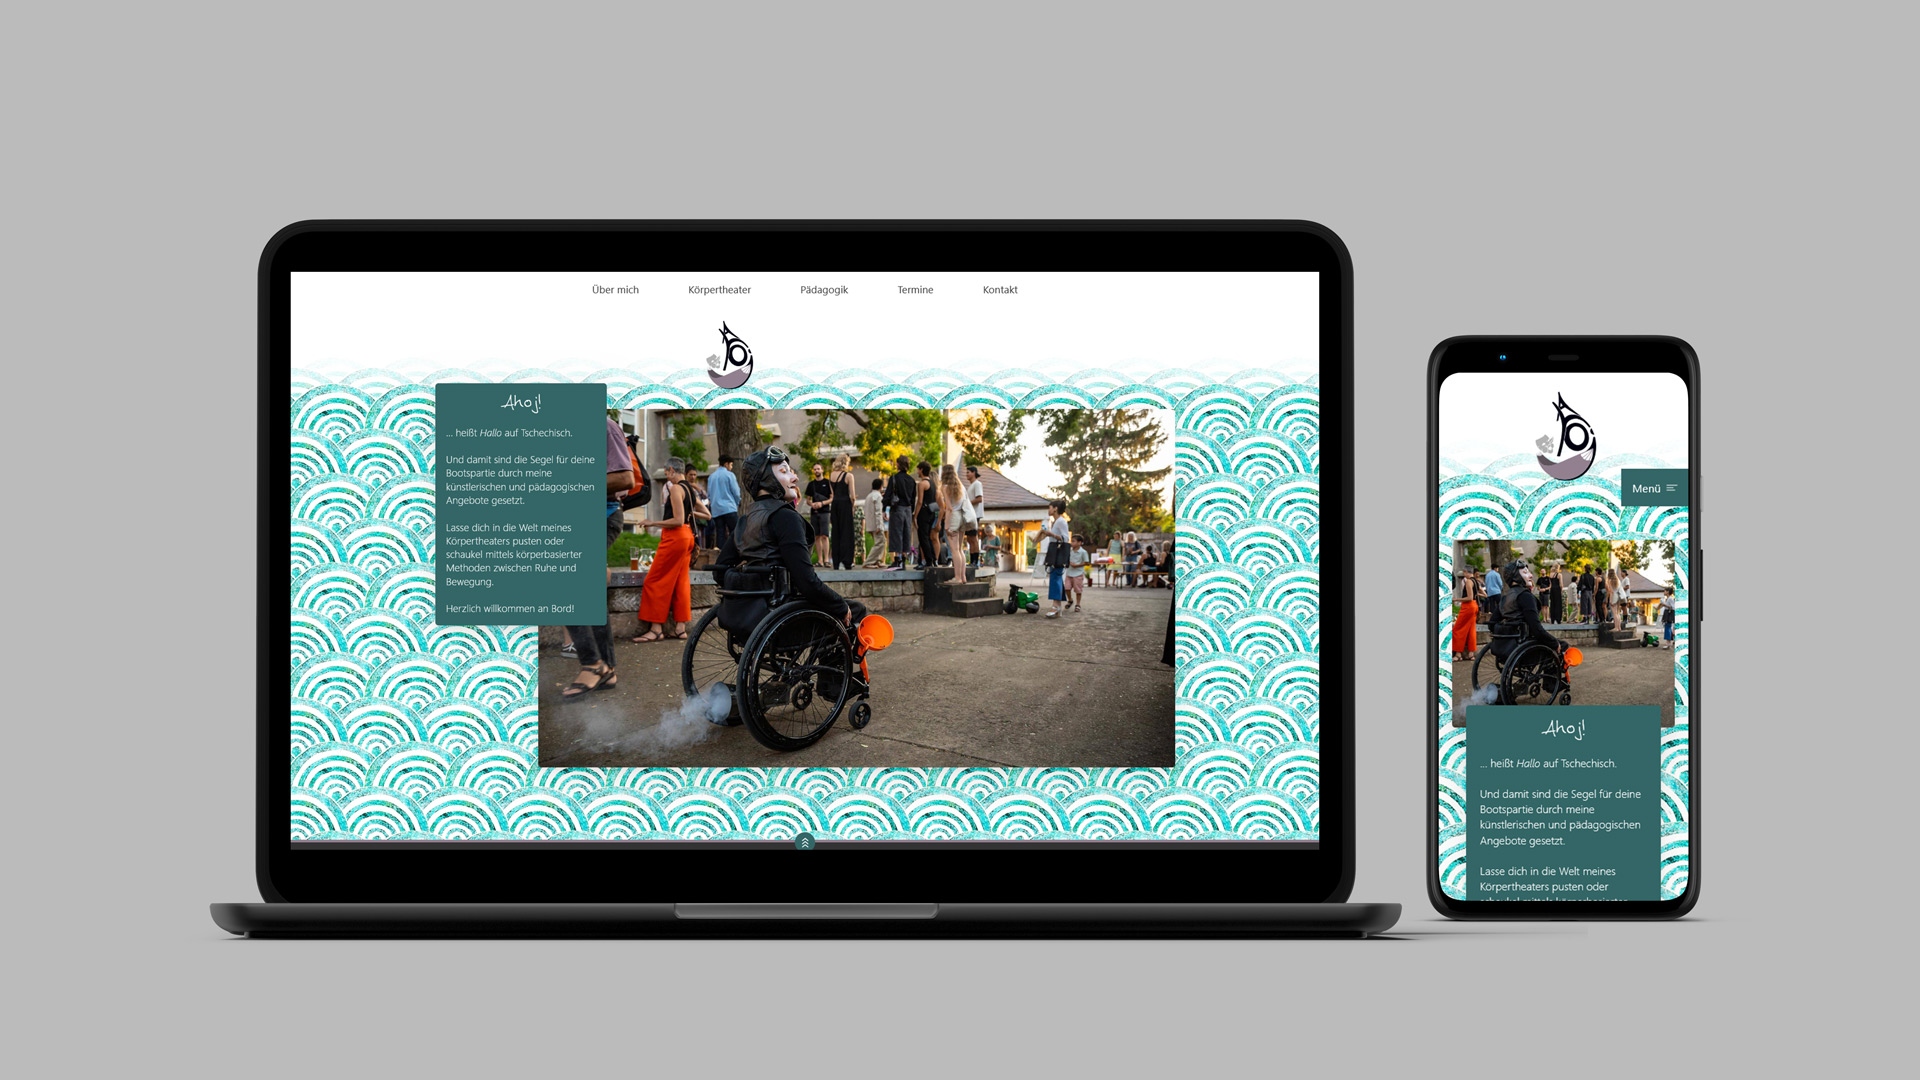 Über mich Körpertheater Pädagogik Termine Kontakt
Ahoj!
... heißt Hallo auf Tschechisch.
Und damit sind die Segel für deine
Bootspartie durch meine
künstlerischen und pädagogischen
Angebote gesetzt.
Lasse dich in die Welt meines
Körpertheaters pusten oder
schaukel mittels körperbasierter
Methoden zwischen Ruhe und
Bewegung.
Herzlich willkommen an Bord!
Menü
Ahoj!
... heißt Hallo auf Tschechisch.
Und damit sind die Segel für deine
Bootspartie durch meine
künstlerischen und pädagogischen
Angebote gesetzt.
Lasse dich in die Welt meines
Körpertheaters pusten oder